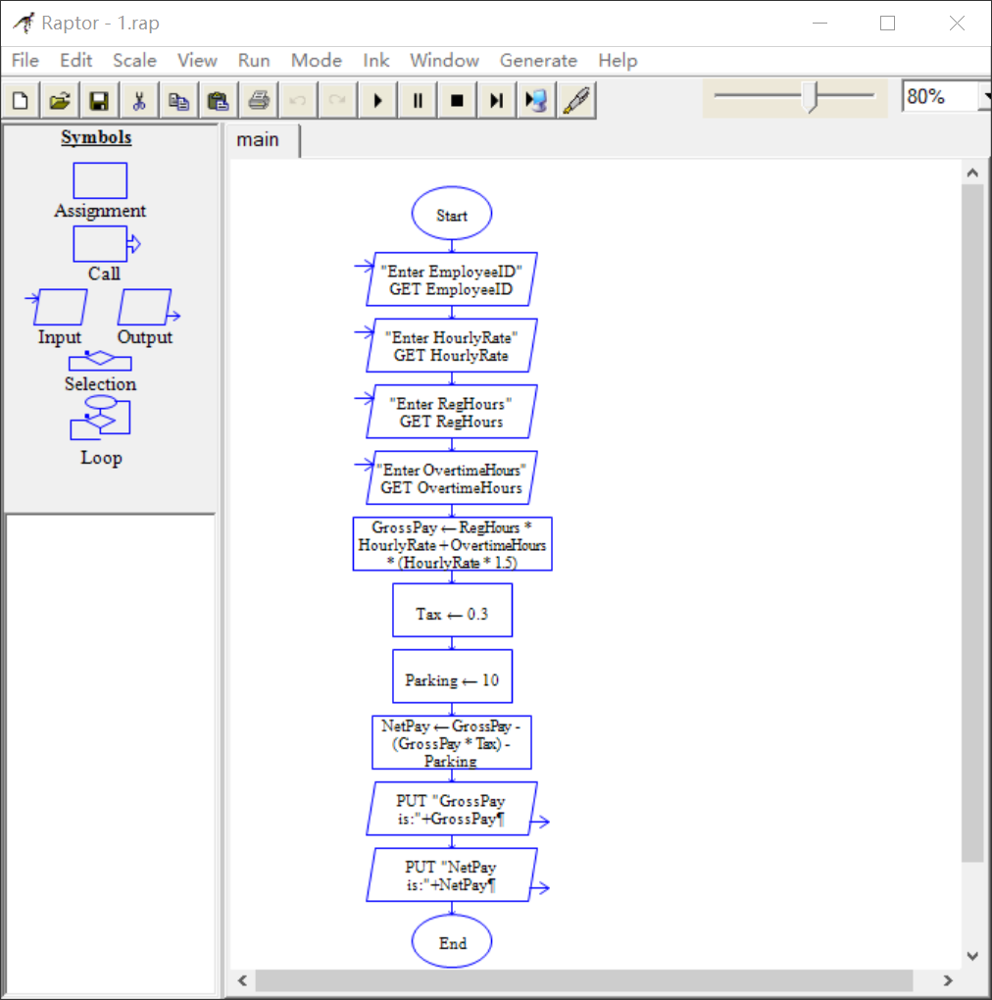 Raptor - 1.rap
File Edit Scale View Run Mode Ink Window Generate Help
80%
Symbols
Assignment
Call
Input Output
Selection
Loop
main
Start
"Enter EmployeeID"
GET EmployeeID
"Enter HourlyRate"
GET HourlyRate
"Enter RegHours"
GET RegHours
"Enter OvertimeHours"
GET OvertimeHours
GrossPay ← RegHours *
HourlyRate + OvertimeHours
* (HourlyRate * 1.5)
Tax ← 0.3
Parking ← 10
NetPay ← GrossPay -
(GrossPay * Tax) -
Parking
PUT "GrossPay
is:"+GrossPay¶
PUT "NetPay
is:"+NetPay¶
End